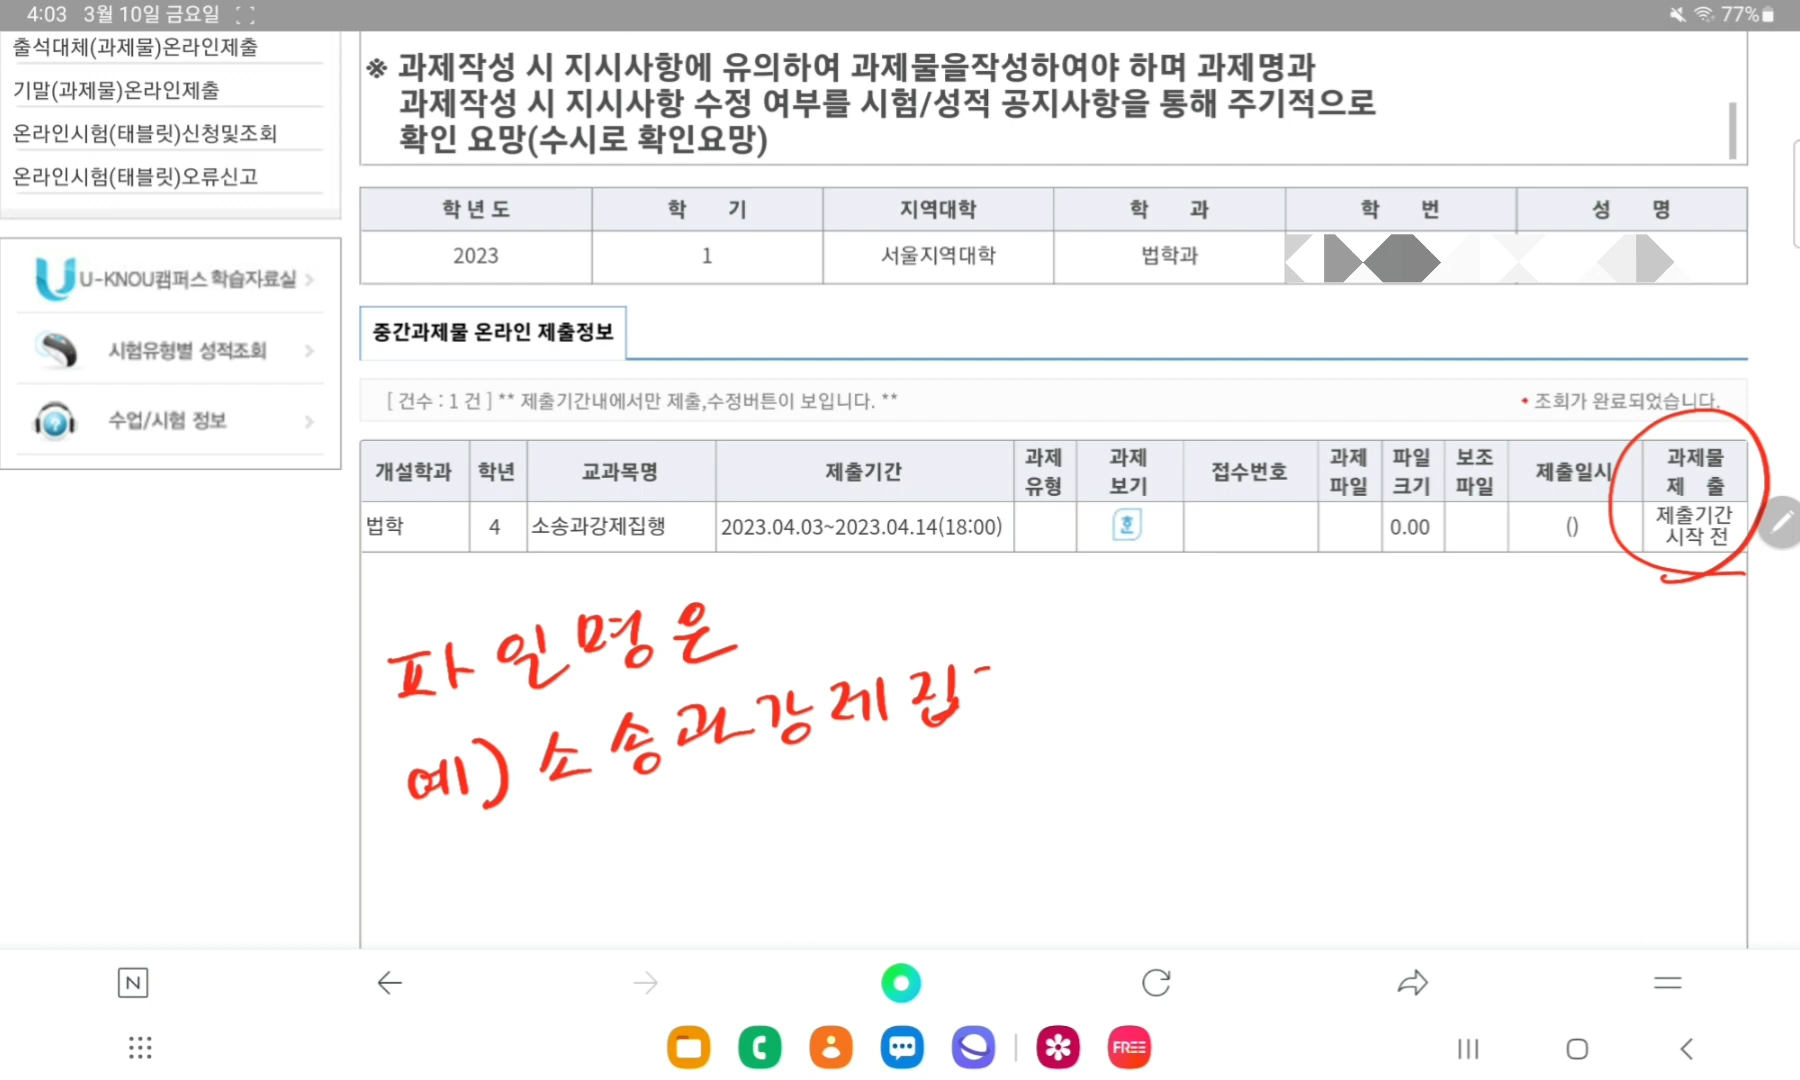 4:03 3월 10일 금요일
77%
출석대체(과제물)온라인제출
기말(과제물)온라인제출
온라인시험(태블릿)신청및조회
온라인시험(태블릿)오류신고
U-KNOU캠퍼스 학습자료실
시험유형별 성적조회
수업/시험 정보
※ 과제작성 시 지시사항에 유의하여 과제물을작성하여야 하며 과제명과
과제작성 시 지시사항 수정 여부를 시험/성적 공지사항을 통해 주기적으로
확인 요망(수시로 확인요망)
학년도 학 기 지역대학 학 과 학 번 성 명
2023 1 서울지역대학 법학과
중간과제물 온라인 제출정보
[ 건수 : 1 건 ] ** 제출기간내에서만 제출,수정버튼이 보입니다. **
조회가 완료되었습니다.
개설학과 학년 교과목명 제출기간 과제 유형 과제 보기 접수번호 과제 파일 파일 크기 보조 파일 제출일시 과제물 제 출
법학 4 소송과강제집행 2023.04.03~2023.04.14(18:00) 호 0.00 () 제출기간 시작 전
파일명은
예) 소송과강제집
N
FREE